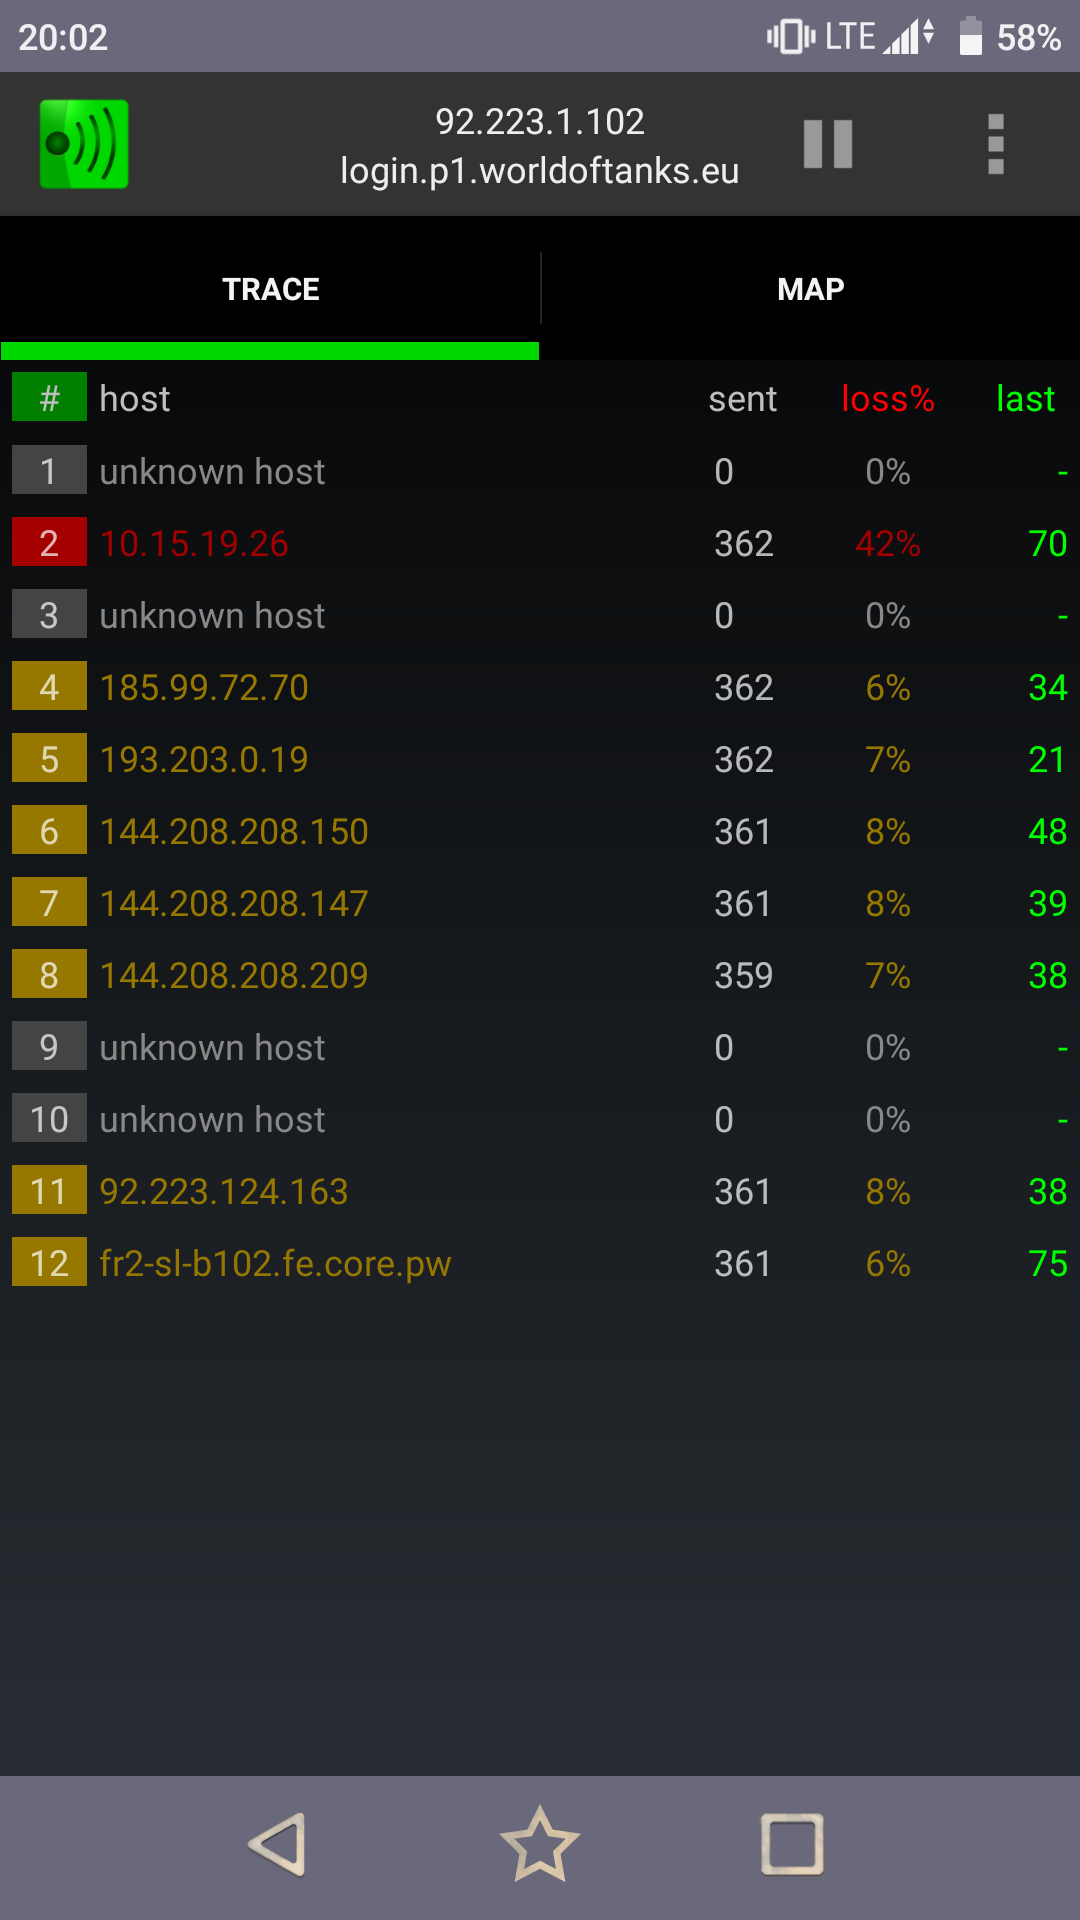 20:02 LTE 58%
92.223.1.102
login.p1.worldoftanks.eu
TRACE MAP
# host sent loss% last
1 unknown host 0 0% -
2 10.15.19.26 362 42% 70
3 unknown host 0 0% -
4 185.99.72.70 362 6% 34
5 193.203.0.19 362 7% 21
6 144.208.208.150 361 8% 48
7 144.208.208.147 361 8% 39
8 144.208.208.209 359 7% 38
9 unknown host 0 0% -
10 unknown host 0 0% -
11 92.223.124.163 361 8% 38
12 fr2-sl-b102.fe.core.pw 361 6% 75